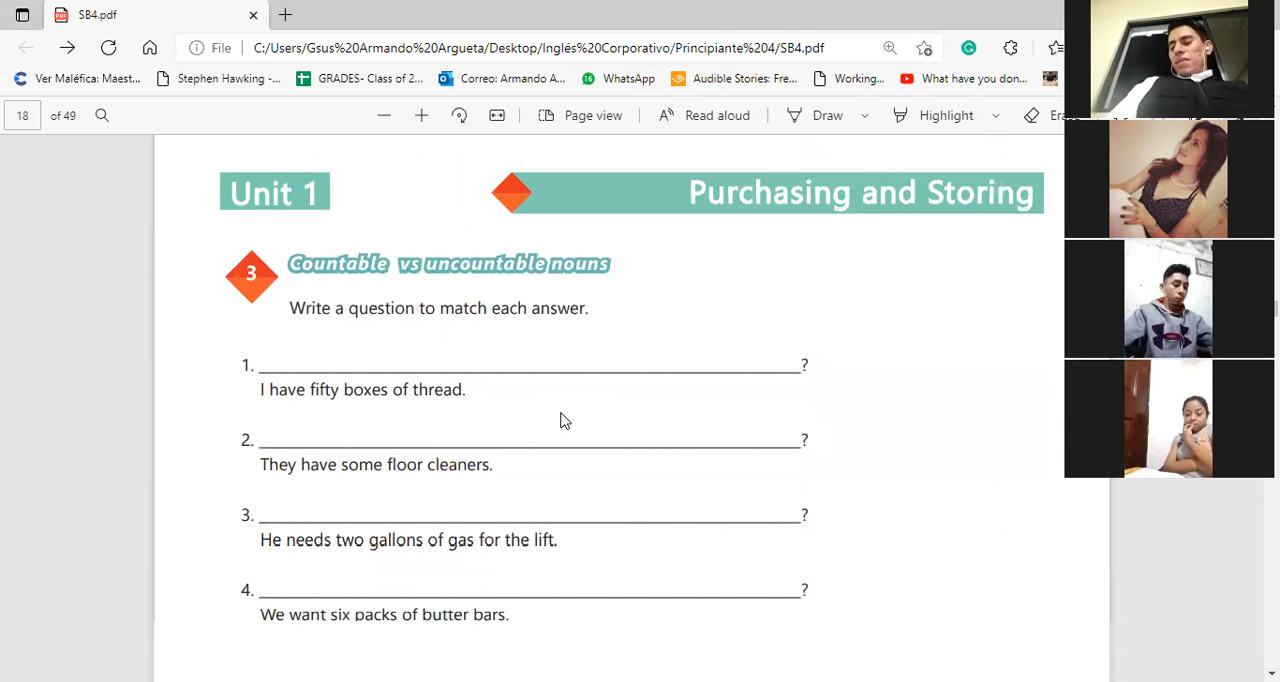 SB4.pdf
File
C:/Users/Gsus%20Armando%20Argueta/Desktop/Inglés%20Corporativo/Principiante%204/SB4.pdf
Ver Maléfica: Maest...
Stephen Hawking -...
GRADES- Class of 2...
Correo: Armando A...
WhatsApp
Audible Stories: Fre...
Working...
What have you don...
18 of 49
Page view
Read aloud
Draw
Highlight
Unit 1
Purchasing and Storing
3 Countable vs uncountable nouns
Write a question to match each answer.
1. ____________________________________________?
I have fifty boxes of thread.
2. ____________________________________________?
They have some floor cleaners.
3. ____________________________________________?
He needs two gallons of gas for the lift.
4. ____________________________________________?
We want six packs of butter bars.